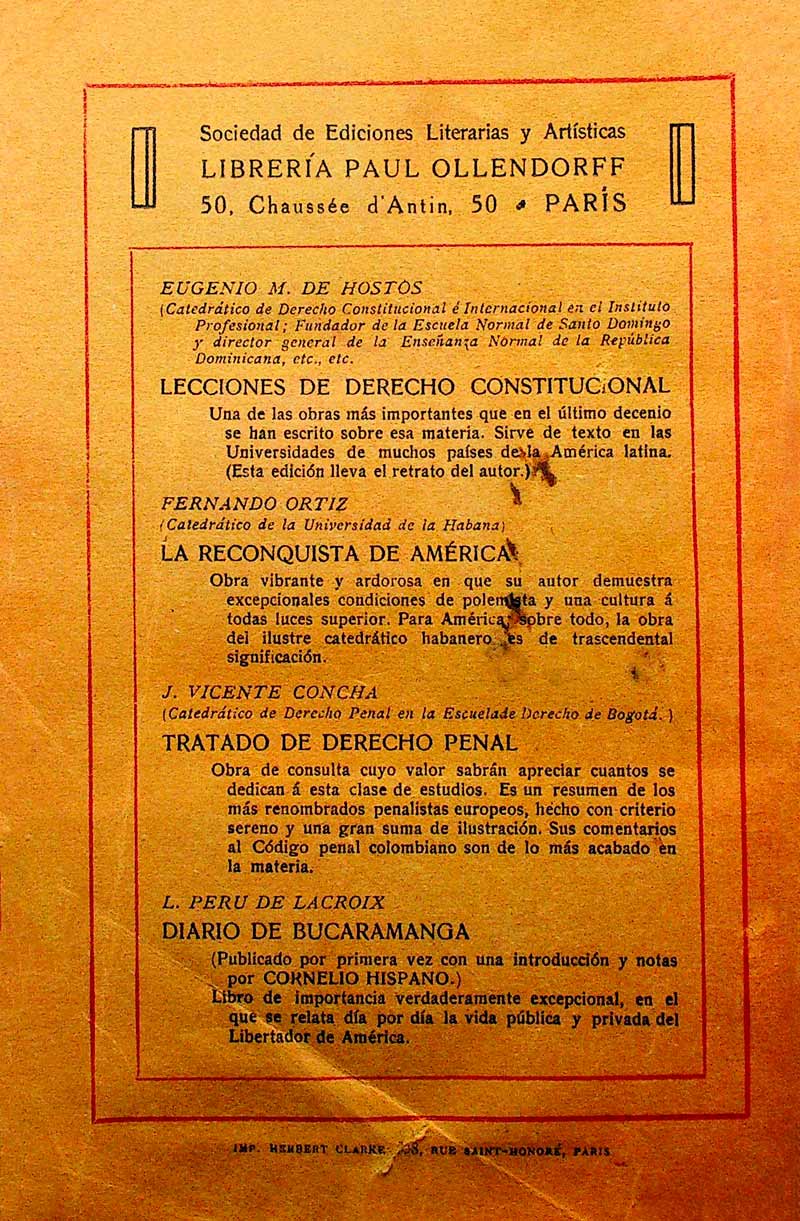 Sociedad de Ediciones Literarias y Artísticas
LIBRERÍA PAUL OLLENDORFF
50, Chaussée d'Antin, 50 PARÍS
EUGENIO M. DE HOSTOS
(Catedrático de Derecho Constitucional é Internacional en el Instituto
Profesional; Fundador de la Escuela Normal de Santo Domingo
y director general de la Enseñanza Normal de la República
Dominicana, etc., etc.
LECCIONES DE DERECHO CONSTITUCIONAL
Una de las obras más importantes que en el último decenio
se han escrito sobre esa materia. Sirve de texto en las
Universidades de muchos países de la América latina.
(Esta edición lleva el retrato del autor.)
FERNANDO ORTIZ
(Catedrático de la Universidad de la Habana)
LA RECONQUISTA DE AMÉRICA
Obra vibrante y ardorosa en que su autor demuestra
excepcionales condiciones de polemista y una cultura á
todas luces superior. Para América, sobre todo, la obra
del ilustre catedrático habanero es de trascendental
significación.
J. VICENTE CONCHA
(Catedrático de Derecho Penal en la Escuelade Derecho de Bogotá.)
TRATADO DE DERECHO PENAL
Obra de consulta cuyo valor sabrán apreciar cuantos se
dedican á esta clase de estudios. Es un resumen de los
más renombrados penalistas europeos, hecho con criterio
sereno y una gran suma de ilustración. Sus comentarios
al Código penal colombiano son de lo más acabado en
la materia.
L. PERU DE LACROIX
DIARIO DE BUCARAMANGA
(Publicado por primera vez con una introducción y notas
por CORNELIO HISPANO.)
Libro de importancia verdaderamente excepcional, en el
que se relata día por día la vida pública y privada del
Libertador de América.
IMP. HERBERT CLARKE RUE SAINT-HONORÉ, PARIS